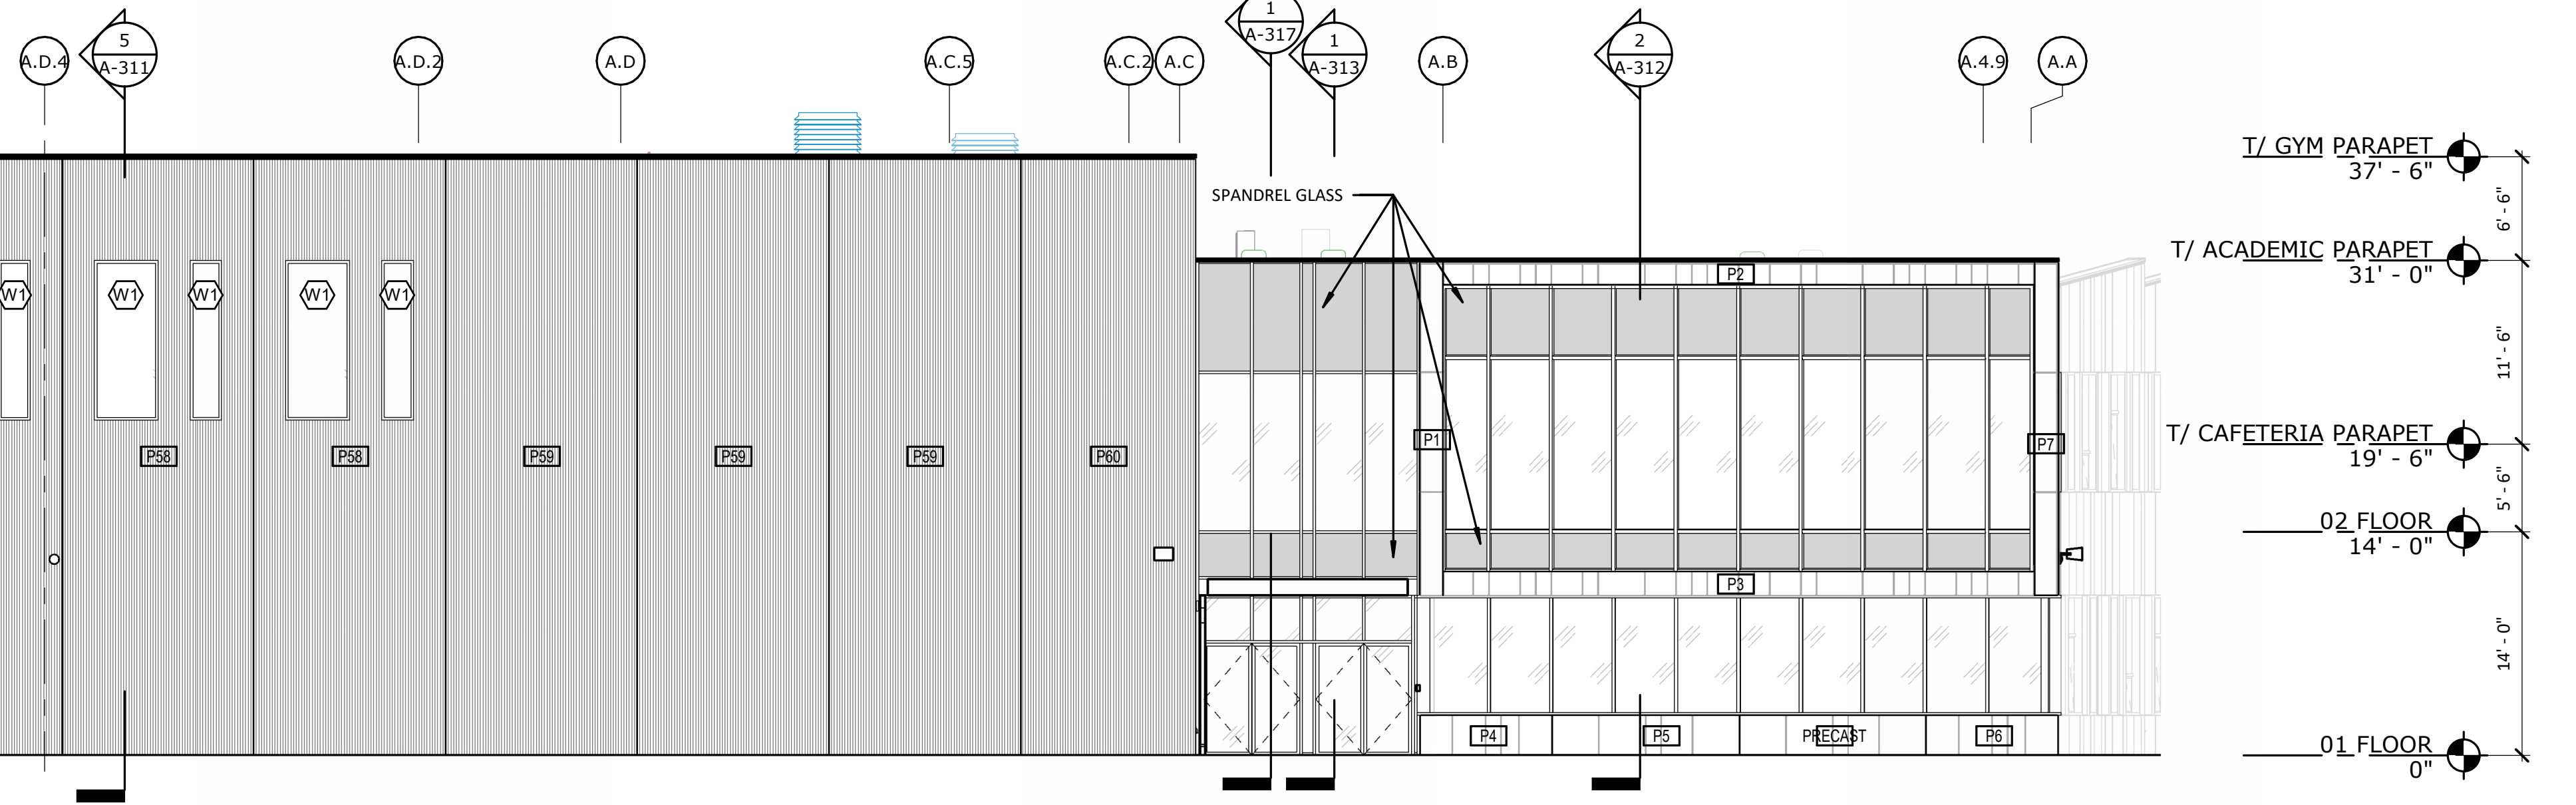 A.D.4
5
A-311
A.D.2
A.D
A.C.5
A.C.2
A.C
1
A-317
1
A-313
A.B
2
A-312
A.4.9
A.A
T/ GYM PARAPET
37' - 6"
6' - 6"
SPANDREL GLASS
T/ ACADEMIC PARAPET
31' - 0"
P2
W1
W1
W1
W1
W1
11' - 6"
P58
P58
P59
P59
P59
P60
P1
P7
T/ CAFETERIA PARAPET
19' - 6"
5' - 6"
02 FLOOR
14' - 0"
P3
14' - 0"
P4
P5
PRECAST
P6
01 FLOOR
0"